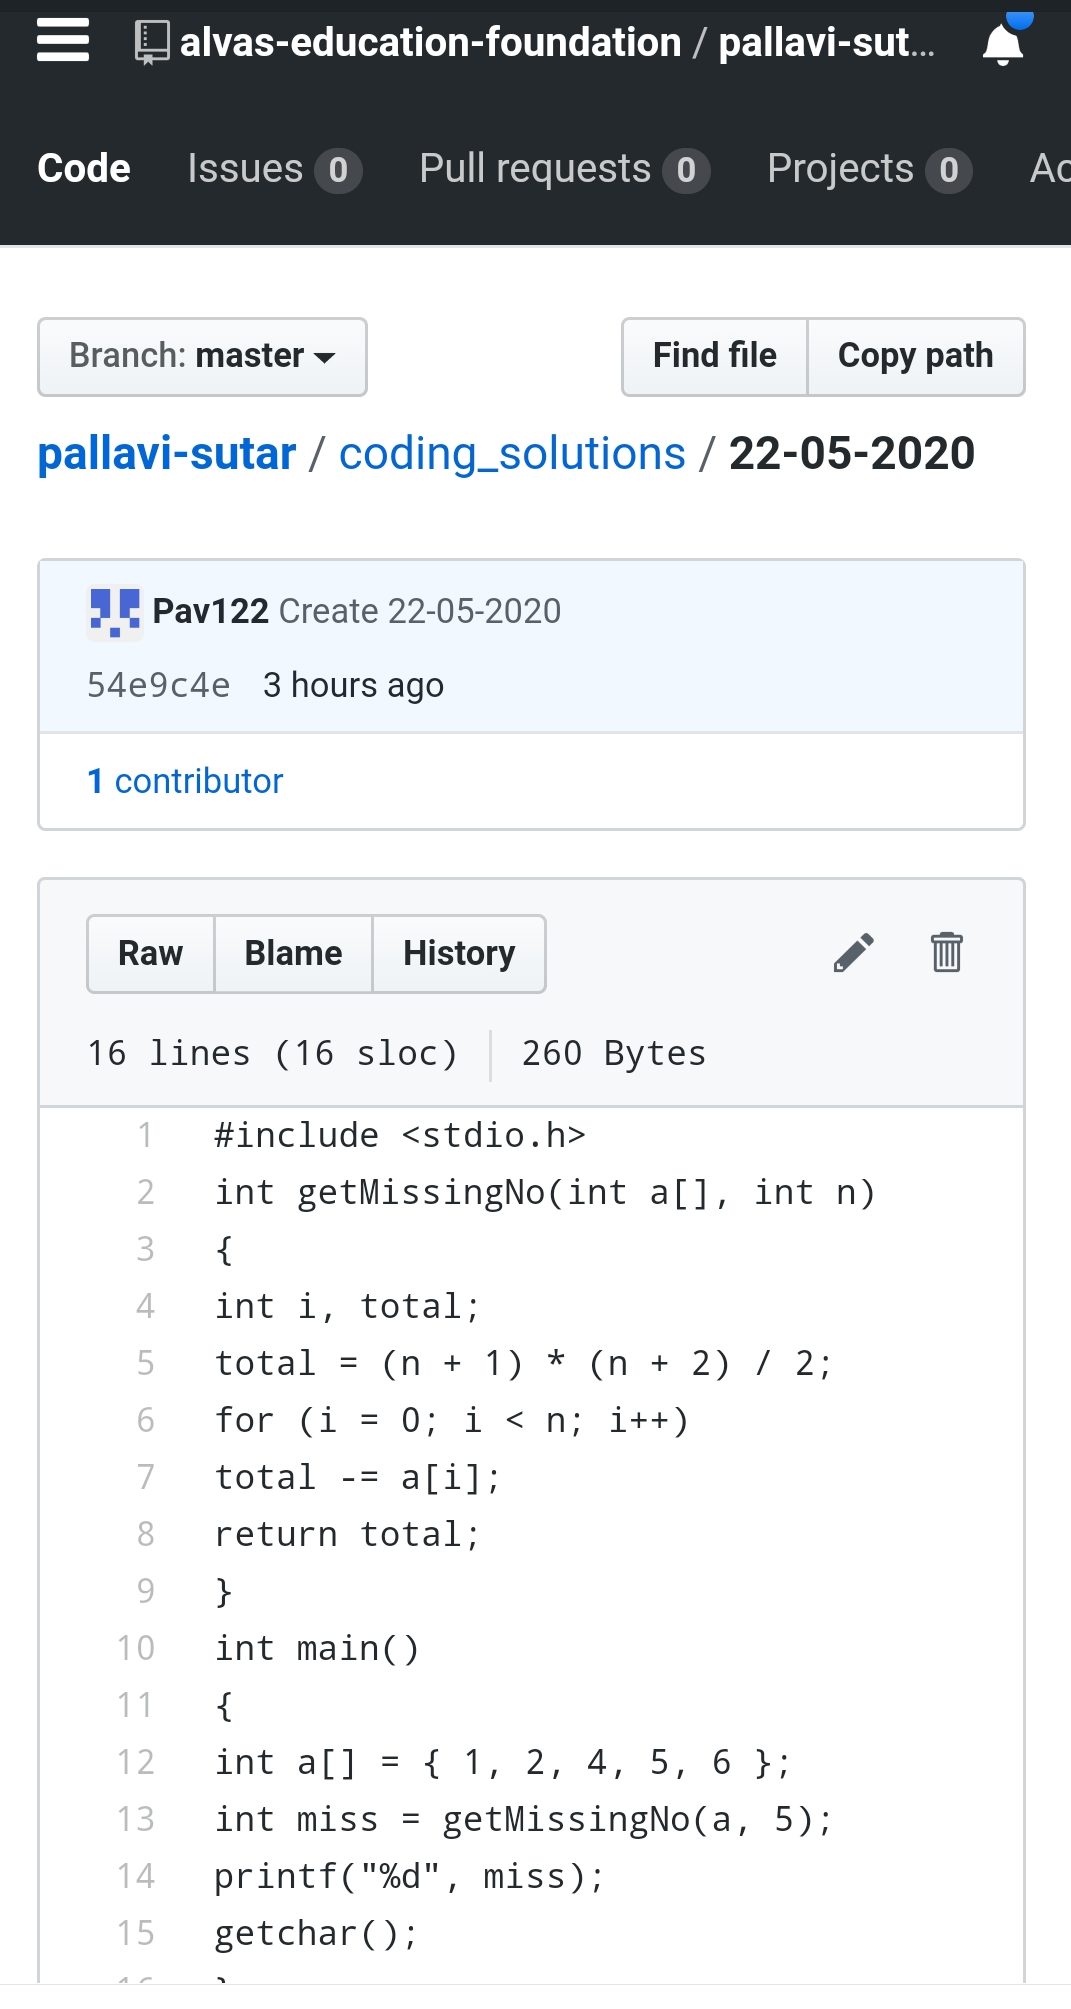 alvas-education-foundation / pallavi-sut...
Code Issues 0 Pull requests 0 Projects 0 Ac
Branch: master Find file Copy path
pallavi-sutar / coding_solutions / 22-05-2020
Pav122 Create 22-05-2020
54e9c4e 3 hours ago
1 contributor
Raw Blame History
16 lines (16 sloc) 260 Bytes
1 #include <stdio.h>
2 int getMissingNo(int a[], int n)
3 {
4 int i, total;
5 total = (n + 1) * (n + 2) / 2;
6 for (i = 0; i < n; i++)
7 total -= a[i];
8 return total;
9 }
10 int main()
11 {
12 int a[] = { 1, 2, 4, 5, 6 };
13 int miss = getMissingNo(a, 5);
14 printf("%d", miss);
15 getchar();
16 }